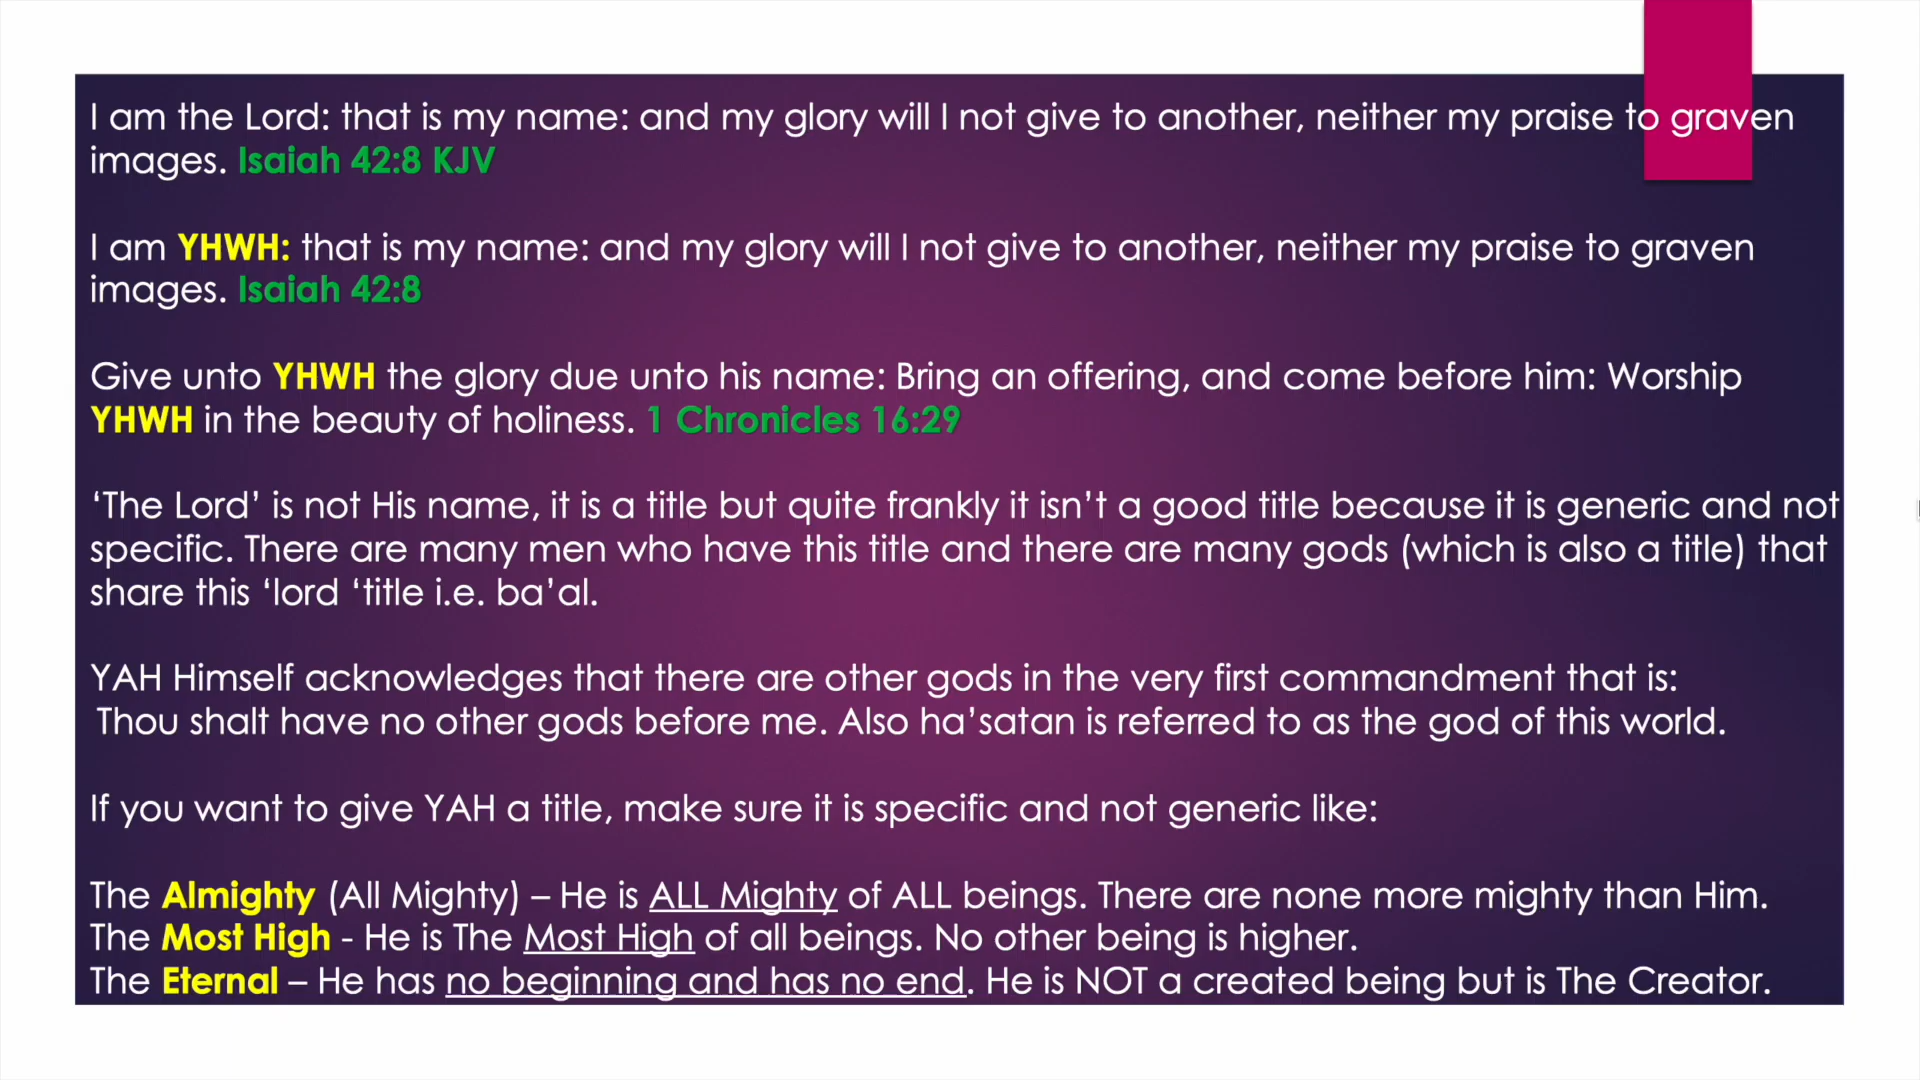 I am the Lord: that is my name: and my glory will I not give to another, neither my praise to graven
images. Isaiah 42:8 KJV
I am YHWH: that is my name: and my glory will I not give to another, neither my praise to graven
images. Isaiah 42:8
Give unto YHWH the glory due unto his name: Bring an offering, and come before him: Worship
YHWH in the beauty of holiness. 1 Chronicles 16:29
‘The Lord’ is not His name, it is a title but quite frankly it isn’t a good title because it is generic and not
specific. There are many men who have this title and there are many gods (which is also a title) that
share this ‘lord ‘title i.e. ba’al.
YAH Himself acknowledges that there are other gods in the very first commandment that is:
Thou shalt have no other gods before me. Also ha’satan is referred to as the god of this world.
If you want to give YAH a title, make sure it is specific and not generic like:
The Almighty (All Mighty) – He is ALL Mighty of ALL beings. There are none more mighty than Him.
The Most High - He is The Most High of all beings. No other being is higher.
The Eternal – He has no beginning and has no end. He is NOT a created being but is The Creator.